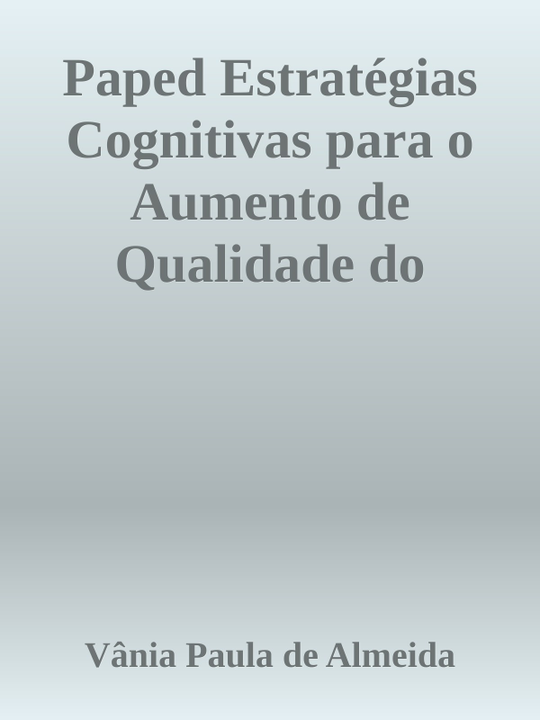 Paped Estratégias
Cognitivas para o
Aumento de
Qualidade do
Vânia Paula de Almeida